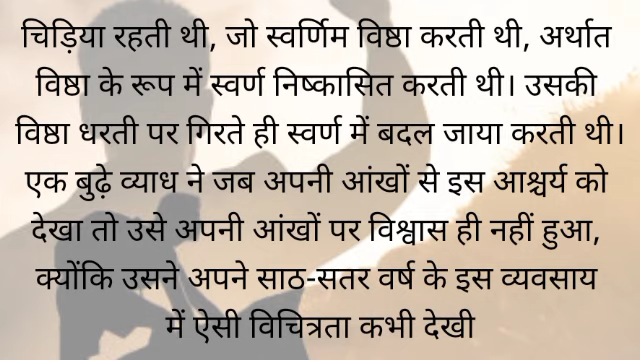 चिड़िया रहती थी, जो स्वर्णिम विष्ठा करती थी, अर्थात
विष्ठा के रूप में स्वर्ण निष्कासित करती थी। उसकी
विष्ठा धरती पर गिरते ही स्वर्ण में बदल जाया करती थी।
एक बुढ़े व्याध ने जब अपनी आंखों से इस आश्चर्य को
देखा तो उसे अपनी आंखों पर विश्वास ही नहीं हुआ,
क्योंकि उसने अपने साठ-सतर वर्ष के इस व्यवसाय
में ऐसी विचित्रता कभी देखी